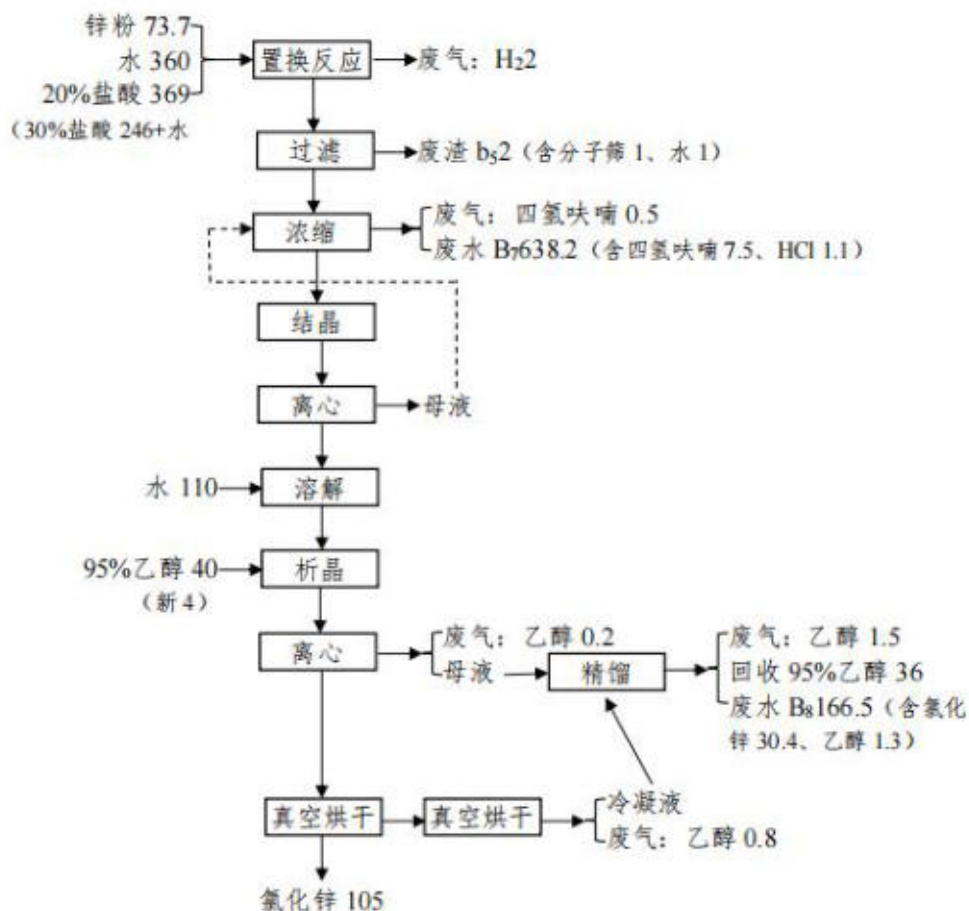 锌粉 73.7
水 360
20%盐酸 369
(30%盐酸 246+水
置换反应
废气：H₂2
过滤
废渣 b₅2（含分子筛 1、水 1）
浓缩
废气：四氢呋喃 0.5
废水 B₇638.2（含四氢呋喃 7.5、HCl 1.1）
结晶
离心
母液
水 110
溶解
95%乙醇 40
（新 4）
析晶
离心
废气：乙醇 0.2
母液
精馏
废气：乙醇 1.5
回收 95%乙醇 36
废水 B₈166.5（含氯化
锌 30.4、乙醇 1.3）
真空烘干
真空烘干
冷凝液
废气：乙醇 0.8
氯化锌 105